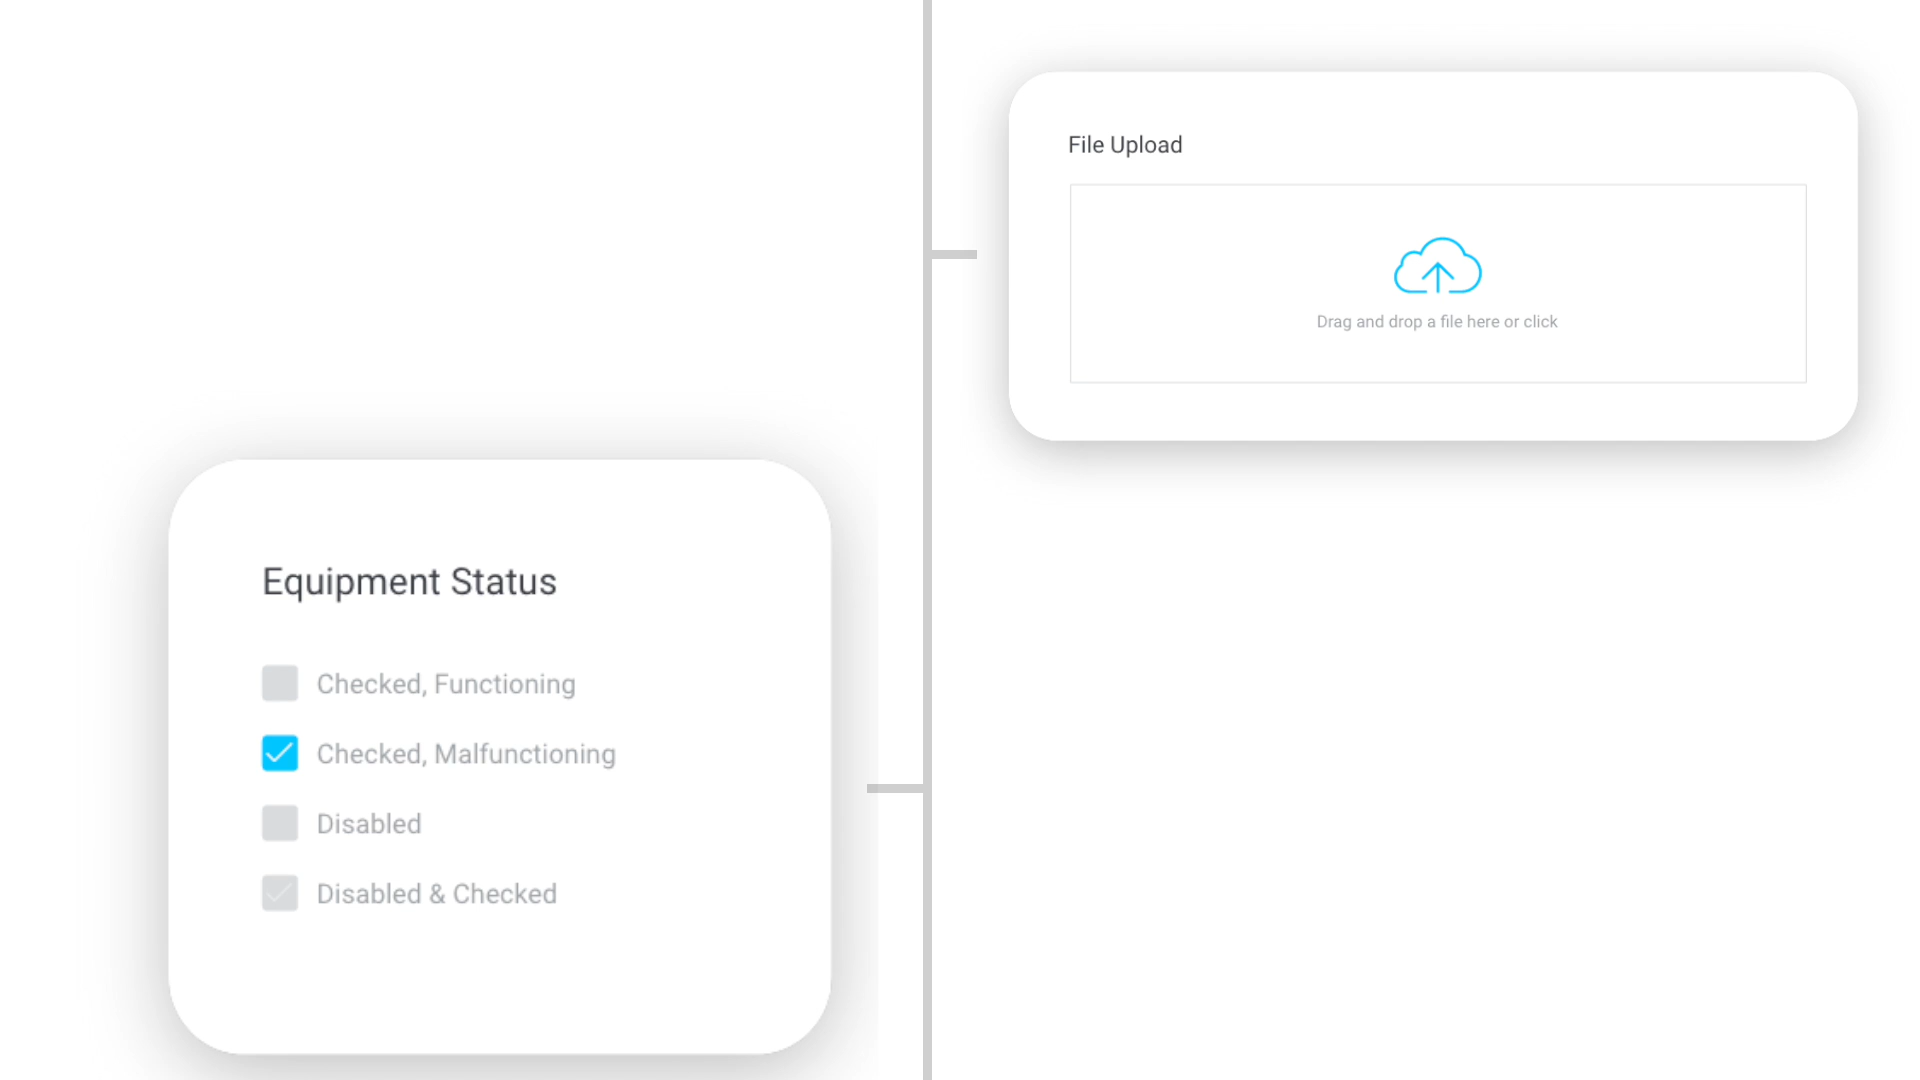 File Upload
Drag and drop a file here or click
Equipment Status
Checked, Functioning
Checked, Malfunctioning
Disabled
Disabled & Checked